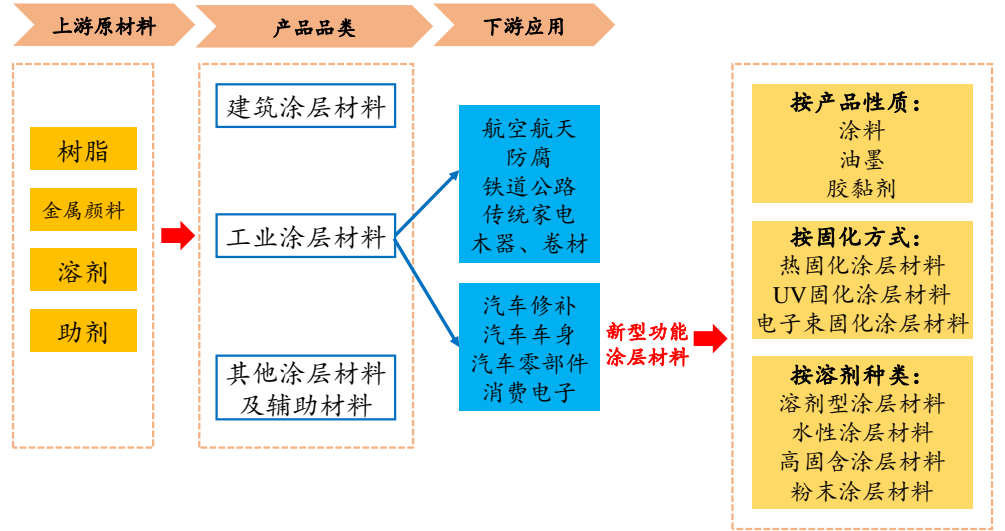 上游原材料
产品品类
下游应用
树脂
金属颜料
溶剂
助剂
建筑涂层材料
工业涂层材料
其他涂层材料
及辅助材料
航空航天
防腐
铁道公路
传统家电
木器、卷材
汽车修补
汽车车身
汽车零部件
消费电子
新型功能
涂层材料
按产品性质：
涂料
油墨
胶黏剂
按固化方式：
热固化涂层材料
UV固化涂层材料
电子束固化涂层材料
按溶剂种类：
溶剂型涂层材料
水性涂层材料
高固含涂层材料
粉末涂层材料